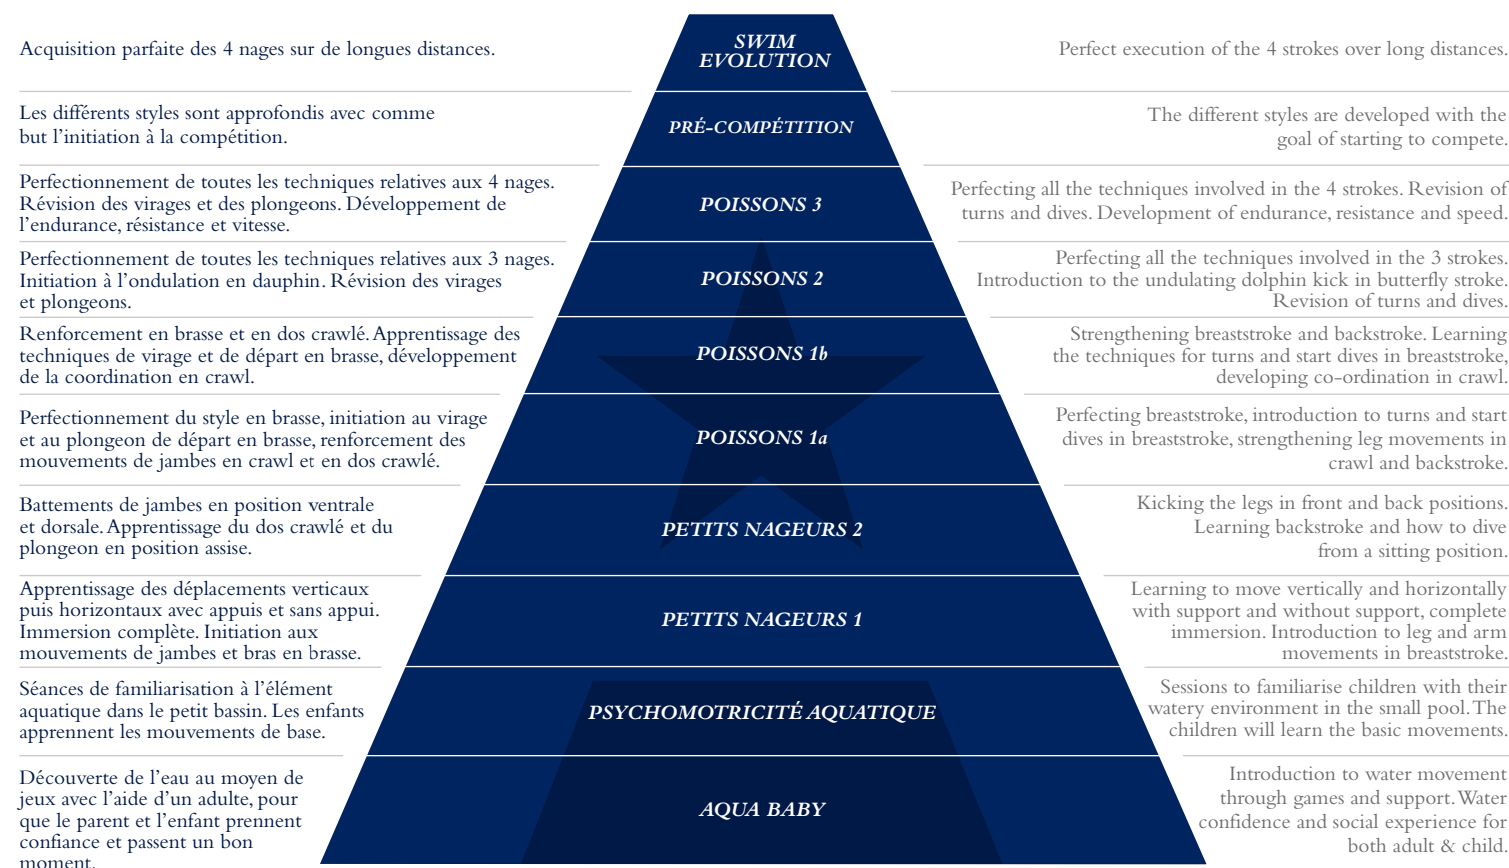 Acquisition parfaite des 4 nages sur de longues distances.
SWIM
EVOLUTION
Perfect execution of the 4 strokes over long distances.
Les différents styles sont approfondis avec comme
but l'initiation à la compétition.
PRÉ-COMPÉTITION
The different styles are developed with the
goal of starting to compete.
Perfectionnement de toutes les techniques relatives aux 4 nages.
Révision des virages et des plongeons. Développement de
l'endurance, résistance et vitesse.
POISSONS 3
Perfecting all the techniques involved in the 4 strokes. Revision of
turns and dives. Development of endurance, resistance and speed.
Perfectionnement de toutes les techniques relatives aux 3 nages.
Initiation à l'ondulation en dauphin. Révision des virages
et plongeons.
POISSONS 2
Perfecting all the techniques involved in the 3 strokes.
Introduction to the undulating dolphin kick in butterfly stroke.
Revision of turns and dives.
Renforcement en brasse et en dos crawlé. Apprentissage des
techniques de virage et de départ en brasse, développement
de la coordination en crawl.
POISSONS 1b
Strengthening breaststroke and backstroke. Learning
the techniques for turns and start dives in breaststroke,
developing co-ordination in crawl.
Perfectionnement du style en brasse, initiation au virage
et au plongeon de départ en brasse, renforcement des
mouvements de jambes en crawl et en dos crawlé.
POISSONS 1a
Perfecting breaststroke, introduction to turns and start
dives in breaststroke, strengthening leg movements in
crawl and backstroke.
Battements de jambes en position ventrale
et dorsale. Apprentissage du dos crawlé et du
plongeon en position assise.
PETITS NAGEURS 2
Kicking the legs in front and back positions.
Learning backstroke and how to dive
from a sitting position.
Apprentissage des déplacements verticaux
puis horizontaux avec appuis et sans appui.
Immersion complète. Initiation aux
mouvements de jambes et bras en brasse.
PETITS NAGEURS 1
Learning to move vertically and horizontally
with support and without support, complete
immersion. Introduction to leg and arm
movements in breaststroke.
Séances de familiarisation à l'élément
aquatique dans le petit bassin. Les enfants
apprennent les mouvements de base.
PSYCHOMOTRICITÉ AQUATIQUE
Sessions to familiarise children with their
watery environment in the small pool. The
children will learn the basic movements.
Découverte de l'eau au moyen de
jeux avec l'aide d'un adulte, pour
que le parent et l'enfant prennent
confiance et passent un bon
moment.
AQUA BABY
Introduction to water movement
through games and support. Water
confidence and social experience for
both adult & child.